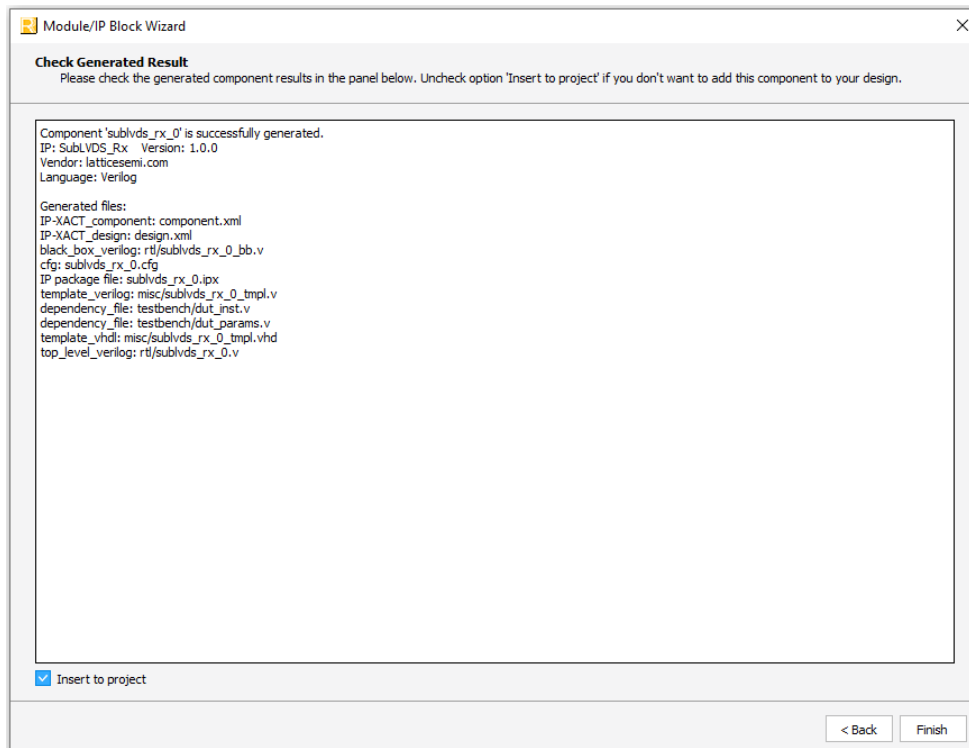 Module/IP Block Wizard
Check Generated Result
Please check the generated component results in the panel below. Uncheck option 'Insert to project' if you don't want to add this component to your design.
Component 'sublvds_rx_0' is successfully generated.
IP: SubLVDS_Rx Version: 1.0.0
Vendor: latticesemi.com
Language: Verilog
Generated files:
IP-XACT_component: component.xml
IP-XACT_design: design.xml
black_box_verilog: rtl/sublvds_rx_0_bb.v
cfg: sublvds_rx_0.cfg
IP package file: sublvds_rx_0.ipx
template_verilog: misc/sublvds_rx_0_tmpl.v
dependency_file: testbench/dut_inst.v
dependency_file: testbench/dut_params.v
template_vhdl: misc/sublvds_rx_0_tmpl.vhd
top_level_verilog: rtl/sublvds_rx_0.v
Insert to project
< Back Finish